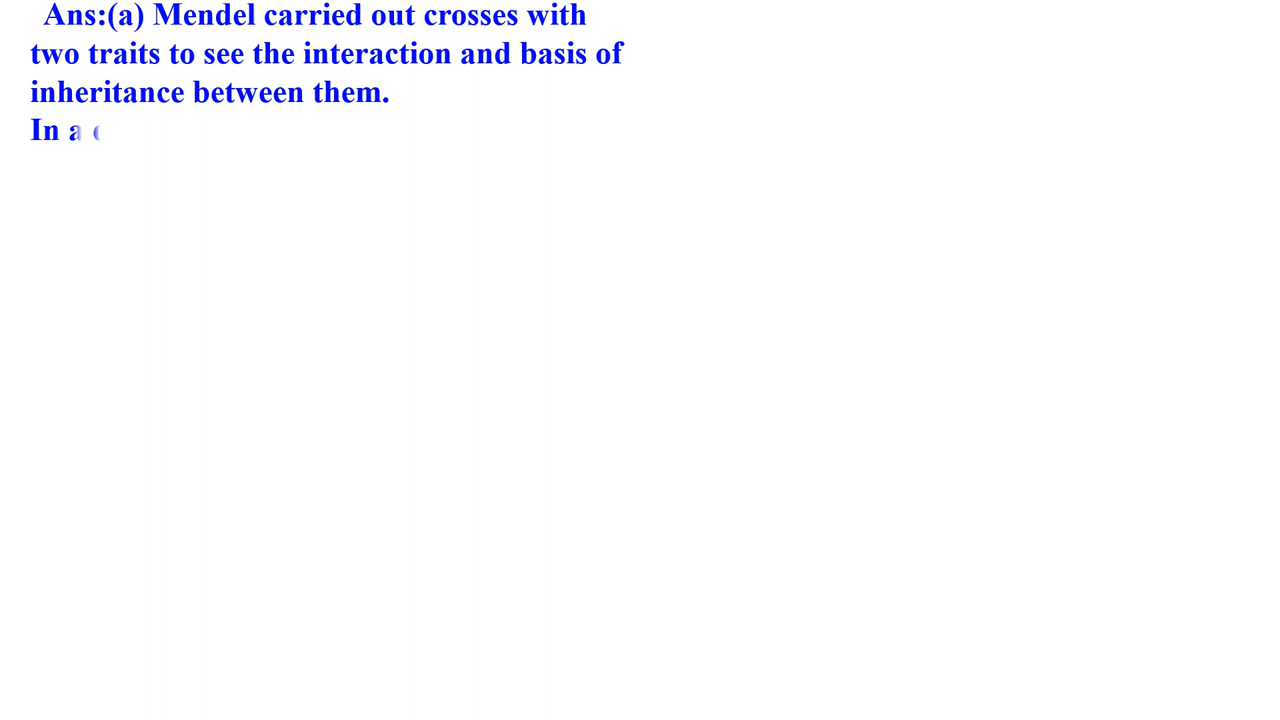 Ans:(a) Mendel carried out crosses with
two traits to see the interaction and basis of
inheritance between them.
In a